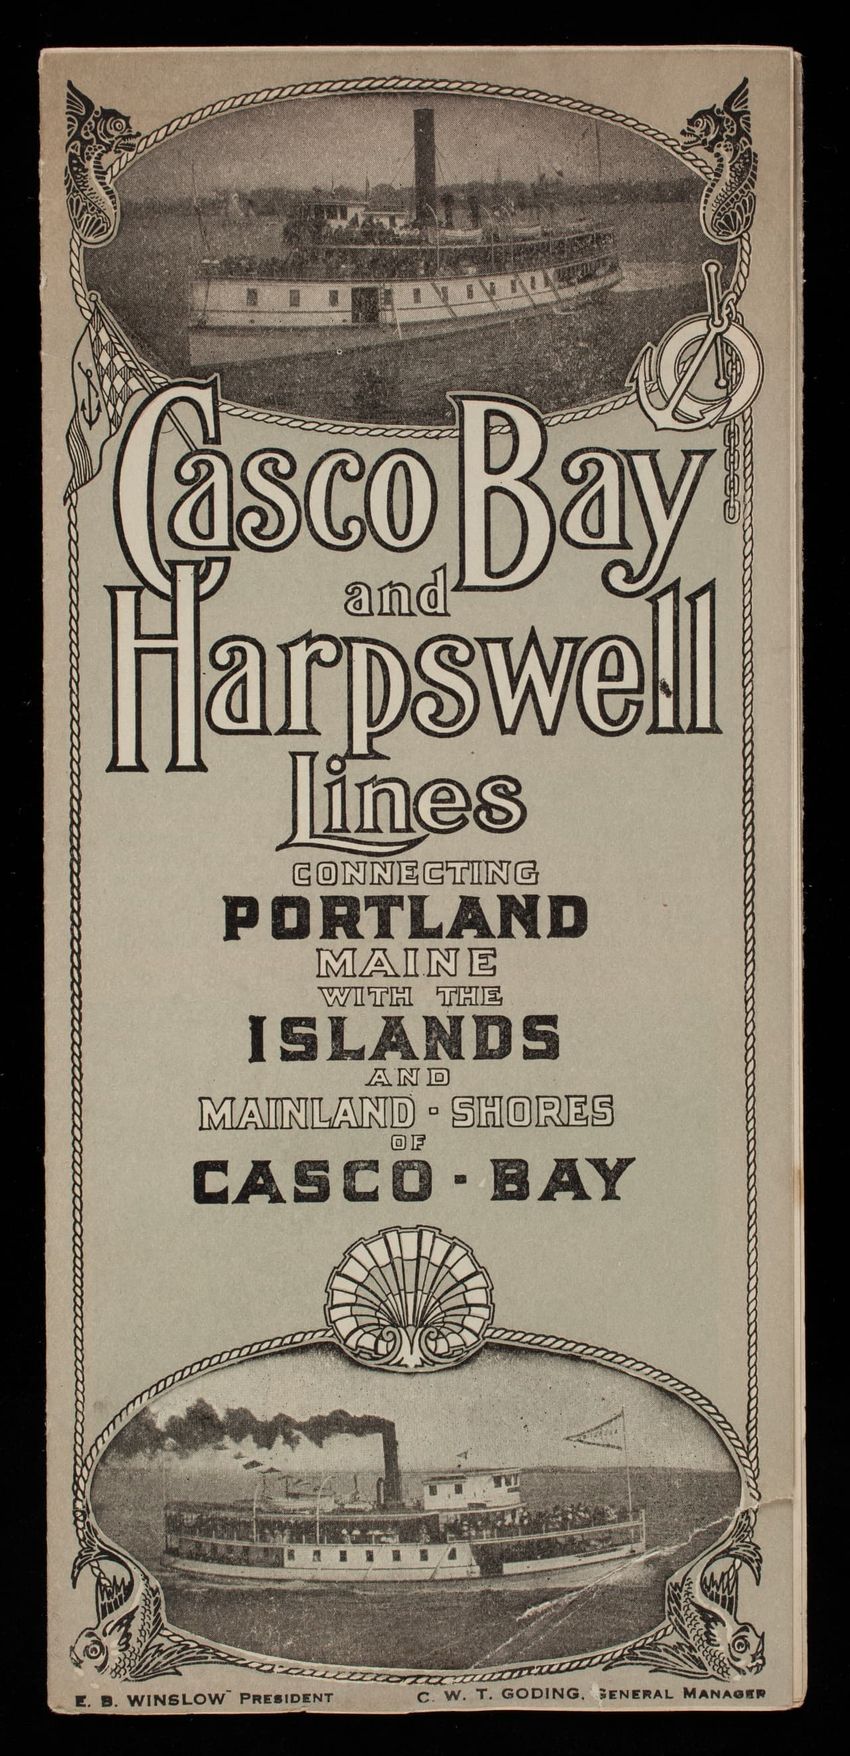 Casco Bay
and
Harpswell
Lines
CONNECTING
PORTLAND
MAINE
WITH THE
ISLANDS
AND
MAINLAND - SHORES
OF
CASCO - BAY
E. B. WINSLOW PRESIDENT C. W. T. GODING, GENERAL MANAGER